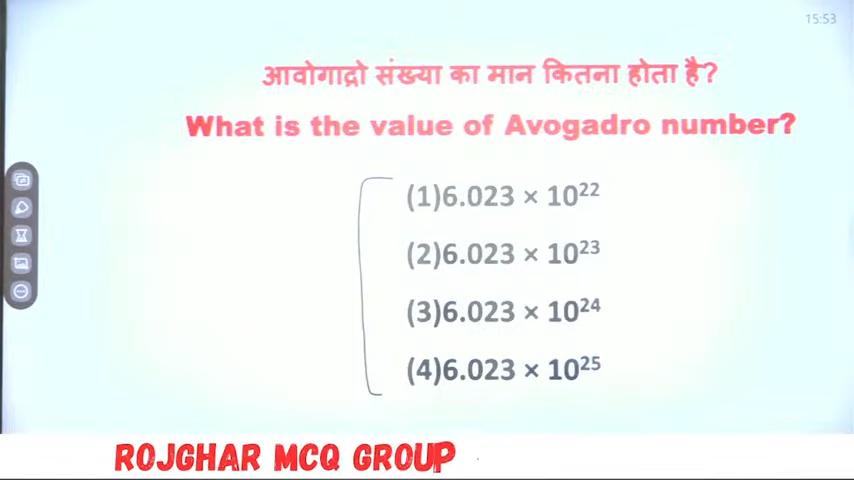 15:53
आवोगाद्रो संख्या का मान कितना होता है?
What is the value of Avogadro number?
(1)6.023 × 10²²
(2)6.023 × 10²³
(3)6.023 × 10²⁴
(4)6.023 × 10²⁵
ROJGHAR MCQ GROUP